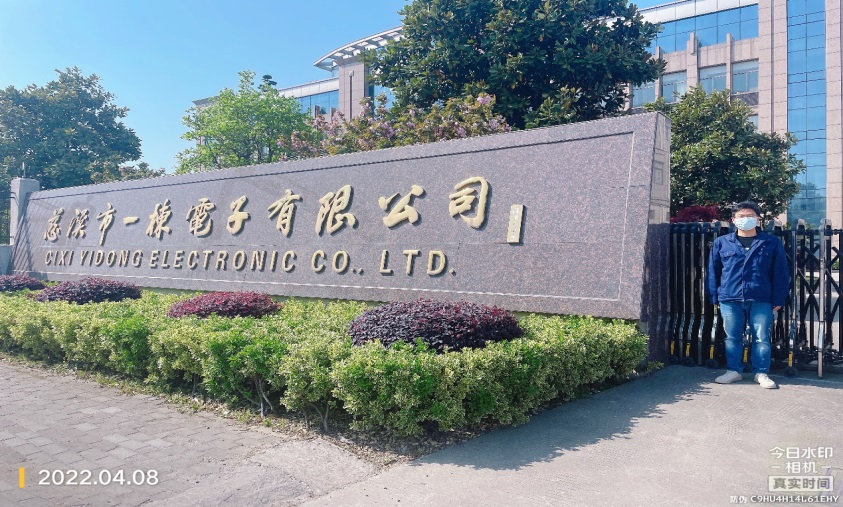 慈溪市一棟電子有限公司
CIXI YIDONG ELECTRONIC CO., LTD.
2022.04.08
今日水印
相机
真实时间
防伪 C9HU4H14L61EHY